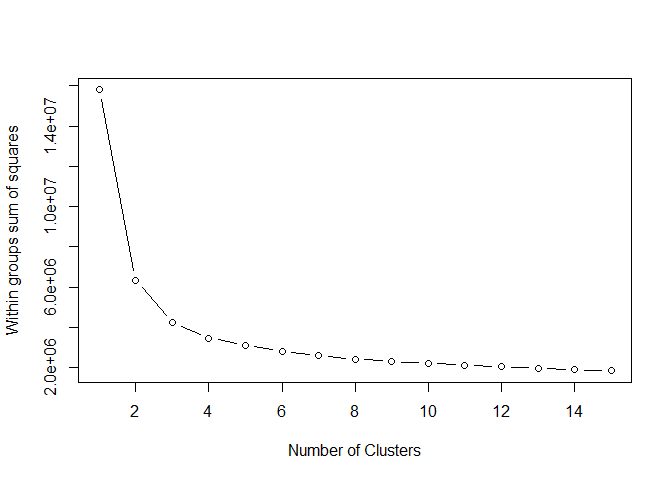 Within groups sum of squares
1.4e+07
1.0e+07
6.0e+06
2.0e+06
2 4 6 8 10 12 14
Number of Clusters